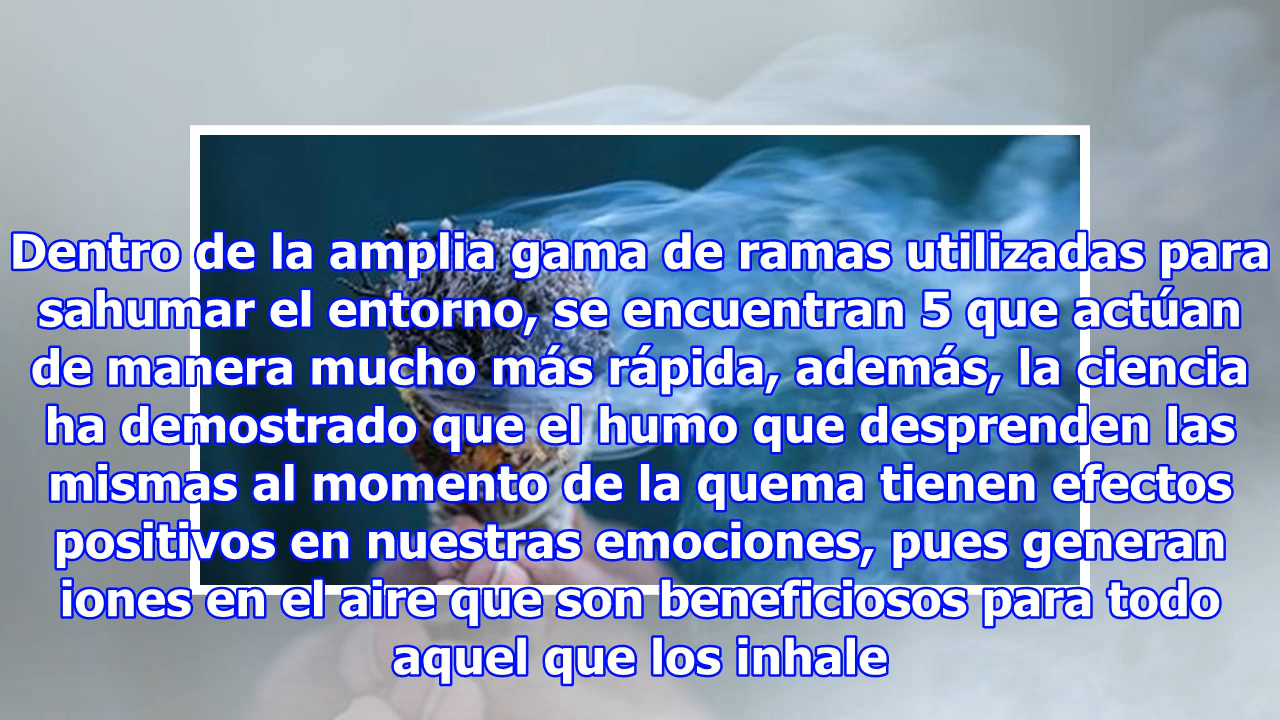 Dentro de la amplia gama de ramas utilizadas para
sahumar el entorno, se encuentran 5 que actúan
de manera mucho más rápida, además, la ciencia
ha demostrado que el humo que desprenden las
mismas al momento de la quema tienen efectos
positivos en nuestras emociones, pues generan
iones en el aire que son beneficiosos para todo
aquel que los inhale